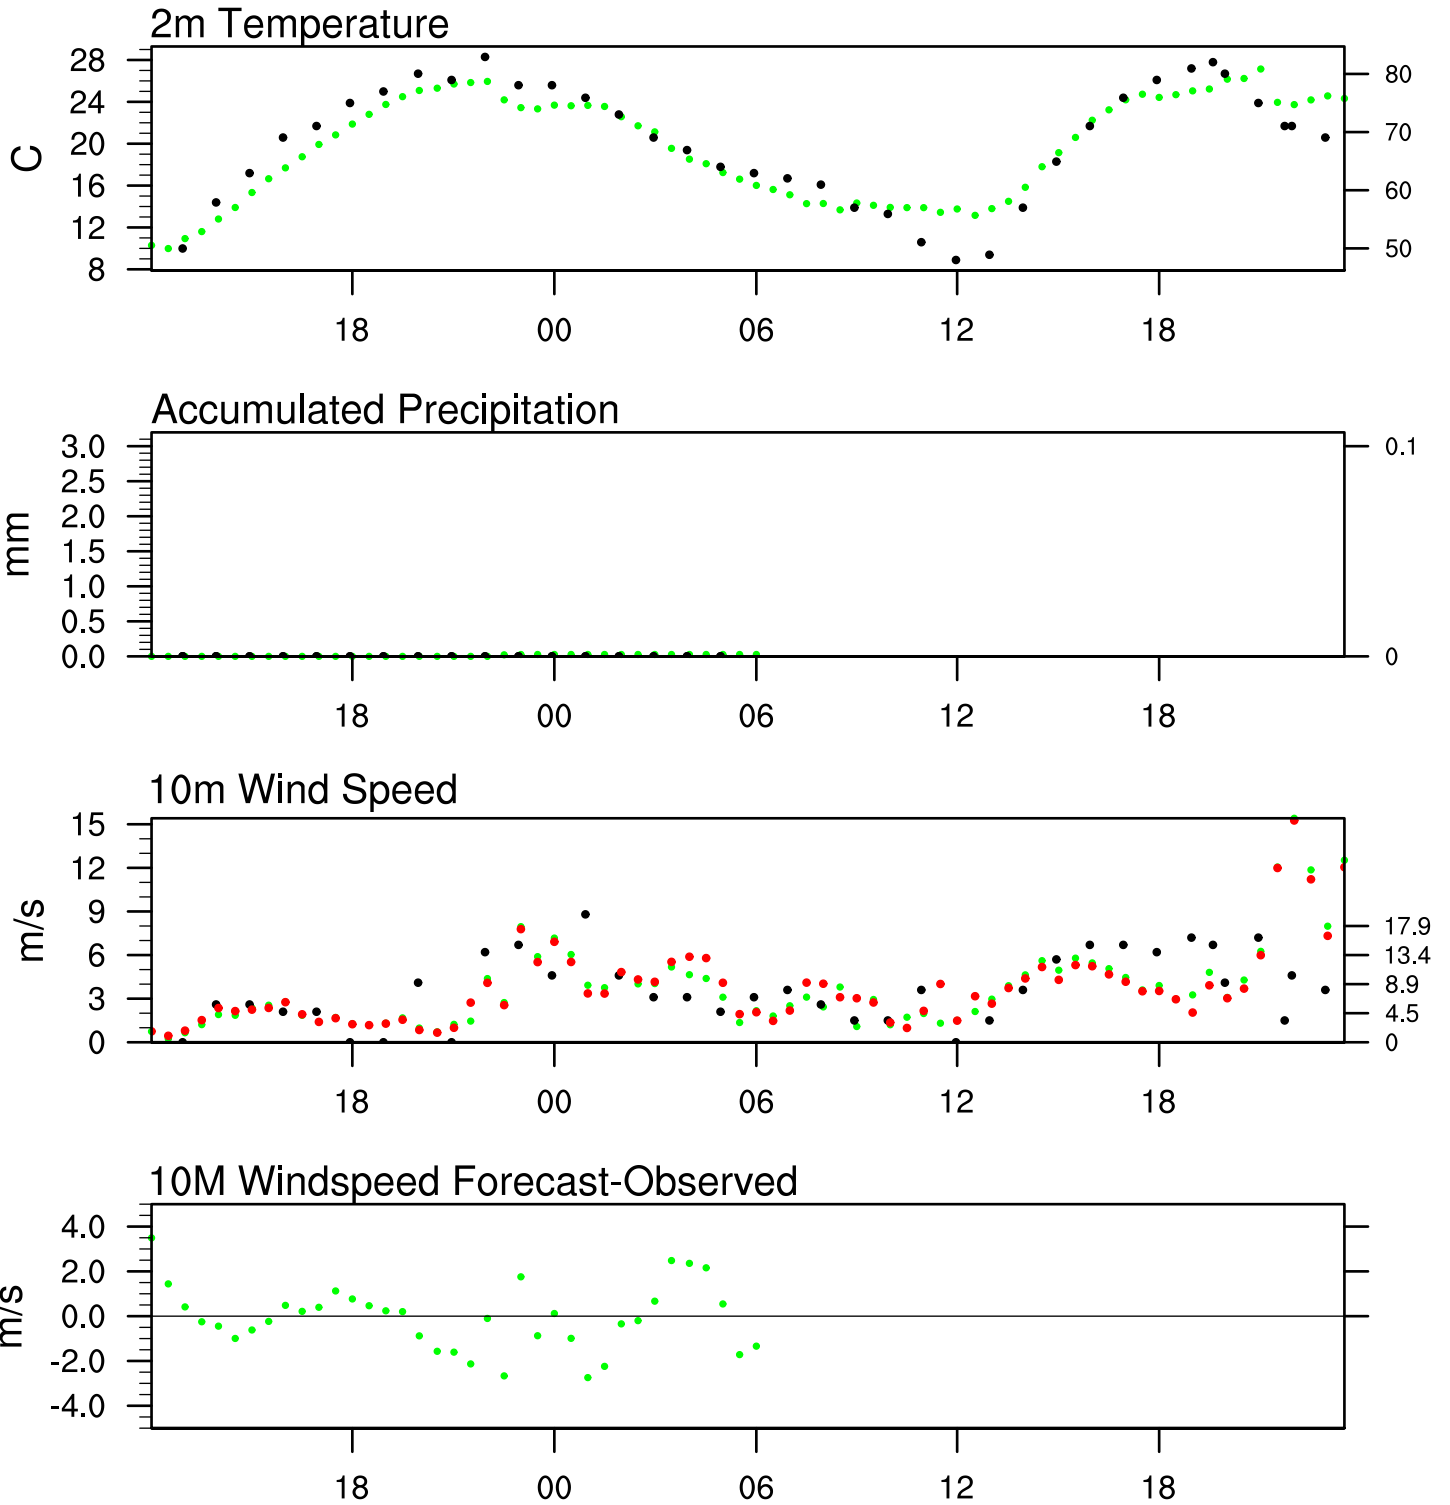 2m Temperature
28
24
20
16
12
8
C
80
70
60
50
18 00 06 12 18
Accumulated Precipitation
3.0
2.5
2.0
1.5
1.0
0.5
0.0
mm
0.1
0
18 00 06 12 18
10m Wind Speed
15
12
9
6
3
0
m/s
17.9
13.4
8.9
4.5
0
18 00 06 12 18
10M Windspeed Forecast-Observed
4.0
2.0
0.0
-2.0
-4.0
m/s
18 00 06 12 18